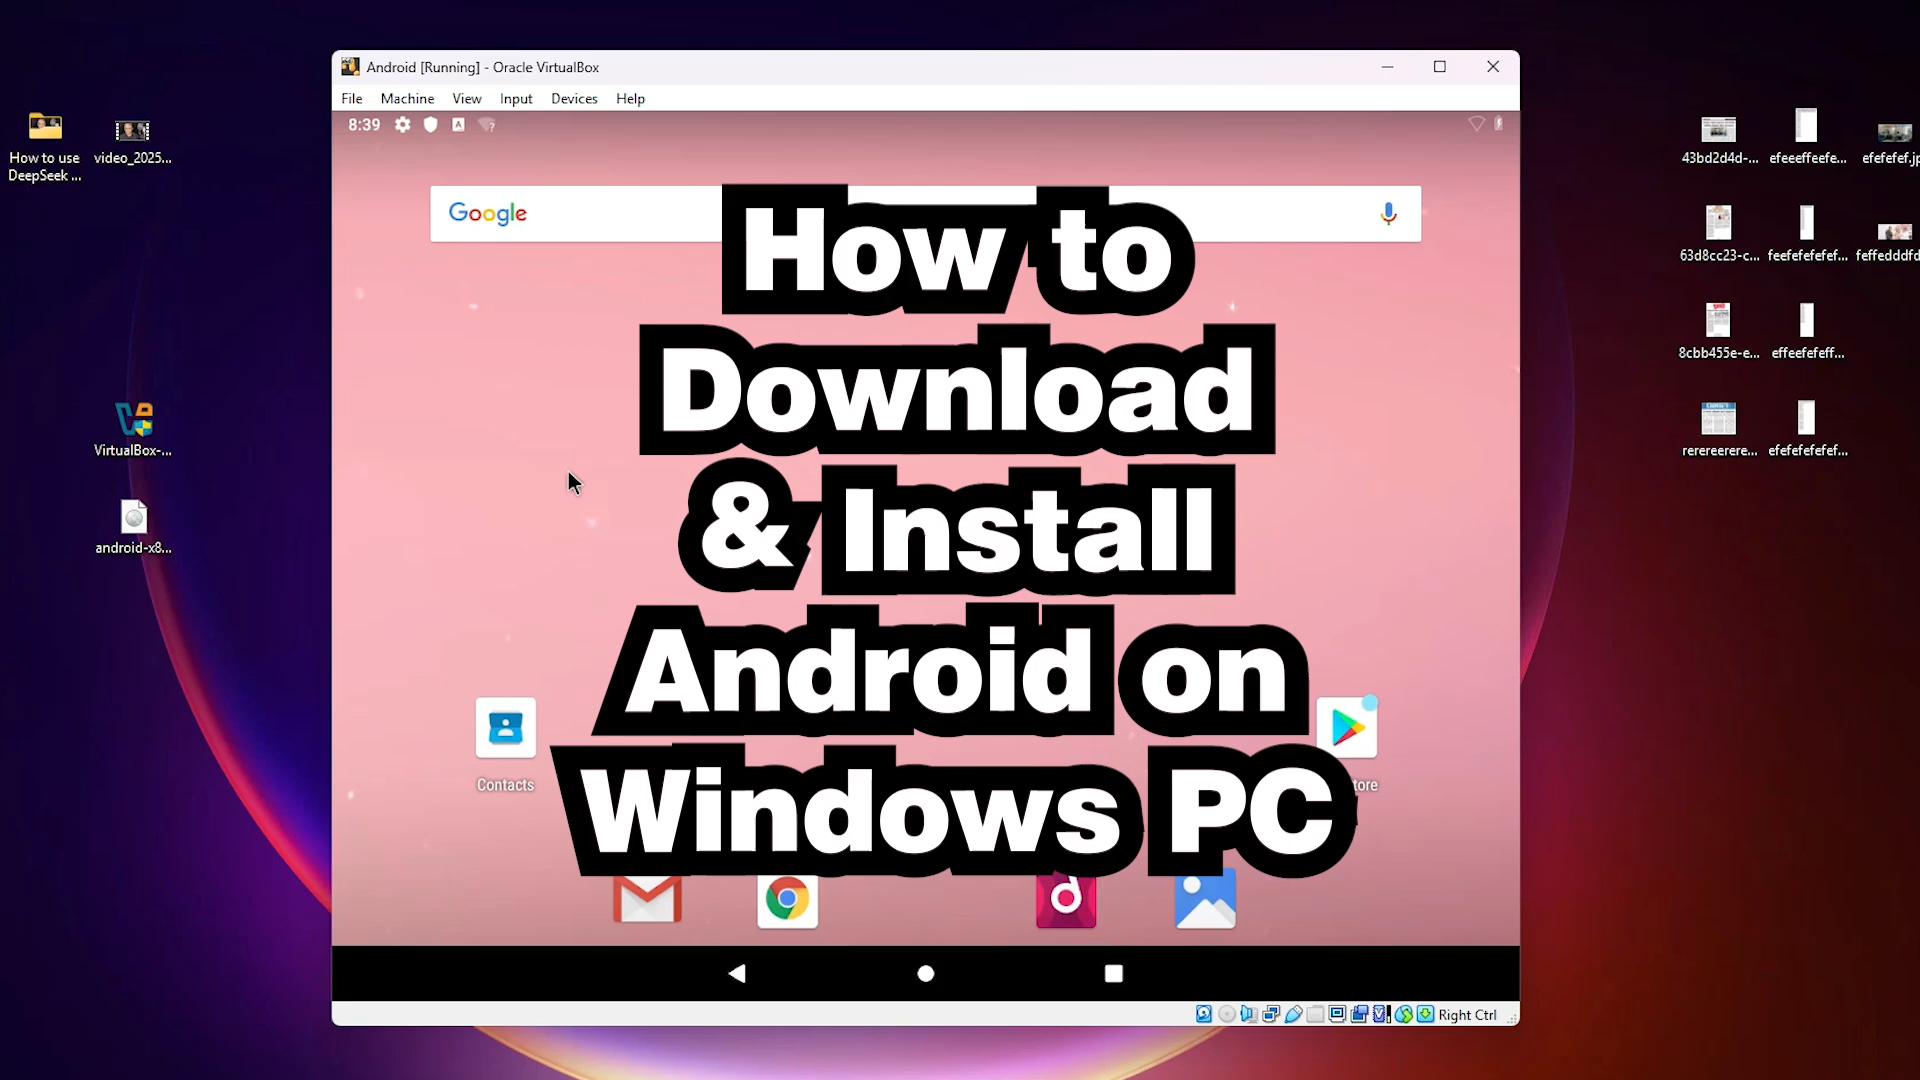 Android [Running] - Oracle VirtualBox
File Machine View Input Devices Help
8:39
Google
How to
Download
& Install
Android on
Windows PC
Contacts
Right Ctrl
How to use
DeepSeek ...
video_2025...
VirtualBox-...
android-x8...
43bd2d4d-...
efeeeffeefe...
efefefef.jp
63d8cc23-c...
feefefefefef...
feffedddfd
8cbb455e-e...
effeefefeff...
rerereerere...
efefefefefef...